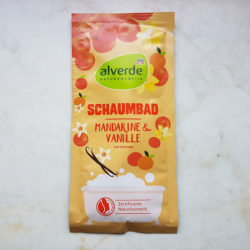 alverde
NATURKOSMETIK
SCHAUMBAD
MANDARINE &
VANILLE
Zertifizierte
Naturkosmetik